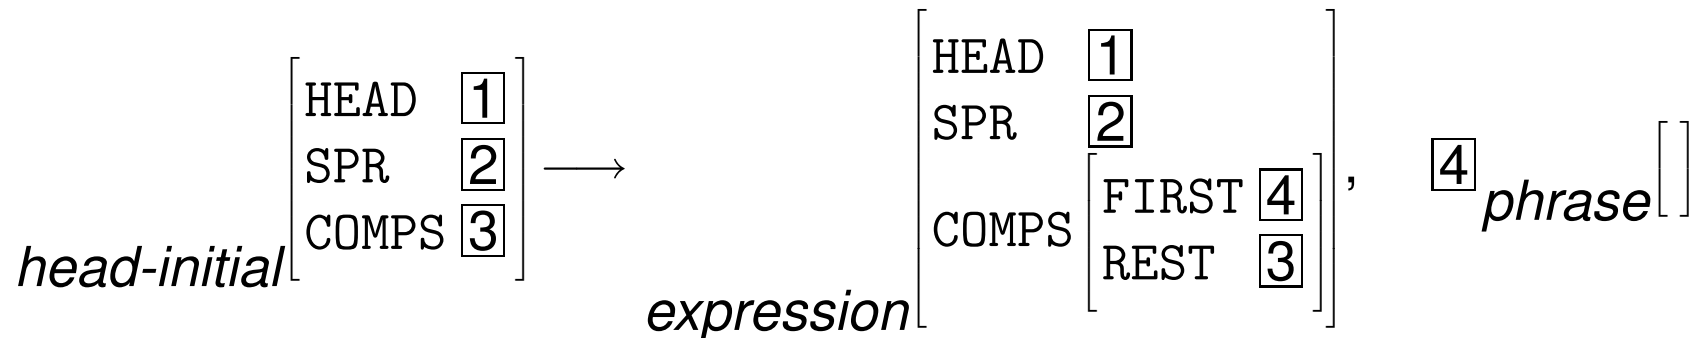 HEAD 1
SPR 2
COMPS 3
head-initial
⟶
HEAD 1
SPR 2
COMPS FIRST 4
REST 3
expression
, 4 phrase[ ]